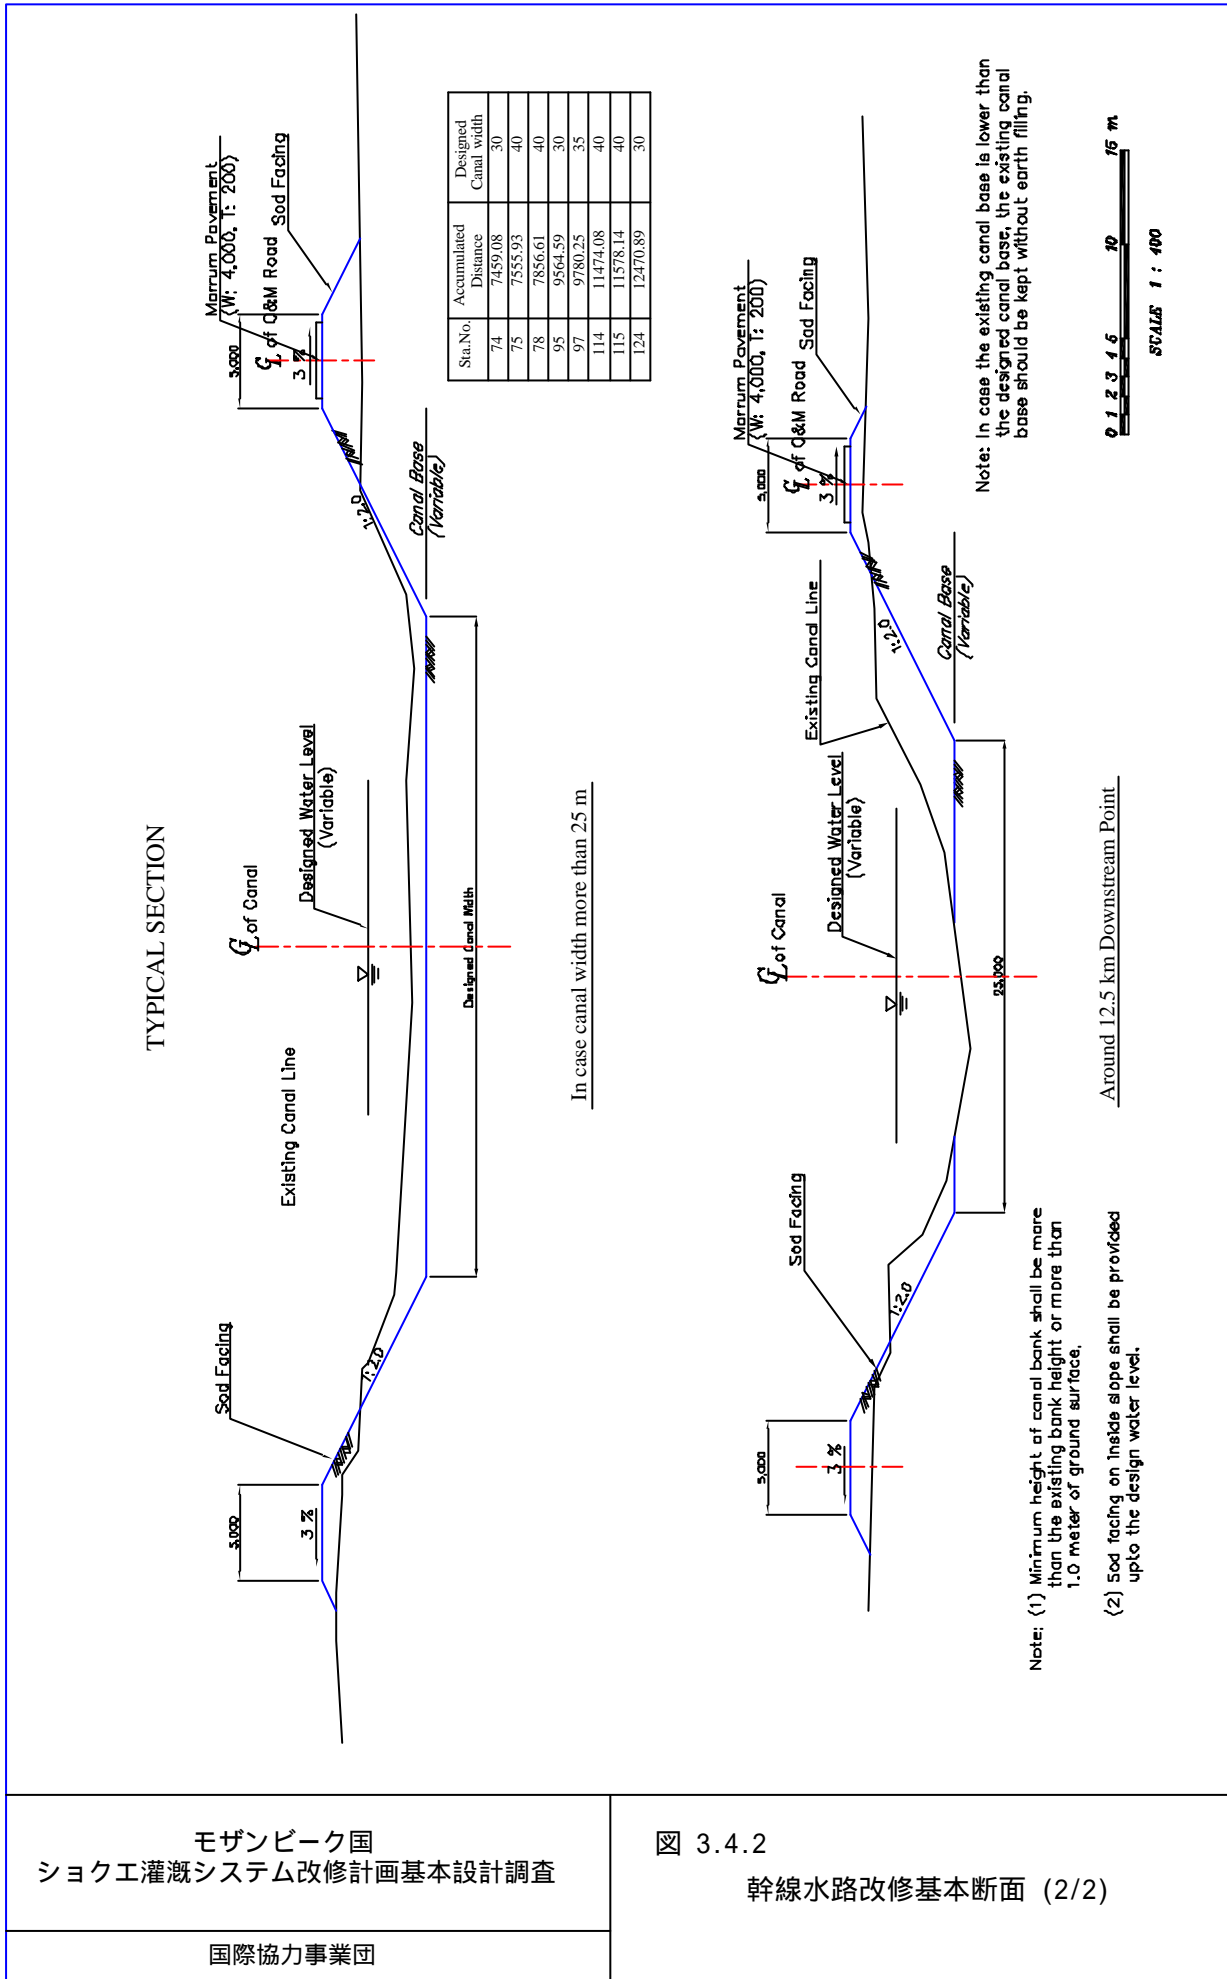 TYPICAL SECTION
Sod Facing
5,000
3 %
1:2.0
Existing Canal Line
℄ of Canal
Designed Water Level
(Variable)
Designed Canal Width
Canal Base
(Variable)
1:2.0
Marrum Pavement
(W: 4,000, T: 200)
℄ of O&M Road
Sod Facing
5,000
3 %
In case canal width more than 25 m
Sta.No. Accumulated Distance Designed Canal width
74 7459.08 30
75 7555.93 40
78 7856.61 40
95 9564.59 30
97 9780.25 35
114 11474.08 40
115 11578.14 40
124 12470.89 30
Sod Facing
5,000
3 %
1:2.0
℄ of Canal
Designed Water Level
(Variable)
25,000
Existing Canal Line
1:2.0
Canal Base
(Variable)
Marrum Pavement
(W: 4,000, T: 200)
℄ of O&M Road
Sod Facing
5,000
3 %
Around 12.5 km Downstream Point
Note: (1) Minimum height of canal bank shall be more
than the existing bank height or more than
1.0 meter of ground surface.
(2) Sod facing on inside slope shall be provided
upto the design water level.
Note: In case the existing canal base is lower than
the designed canal base, the existing canal
base should be kept without earth filling.
0 1 2 3 4 5 10 15 m
SCALE 1 : 400
モザンビーク国
ショクエ灌漑システム改修計画基本設計調査
国際協力事業団
図 3.4.2
幹線水路改修基本断面 (2/2)